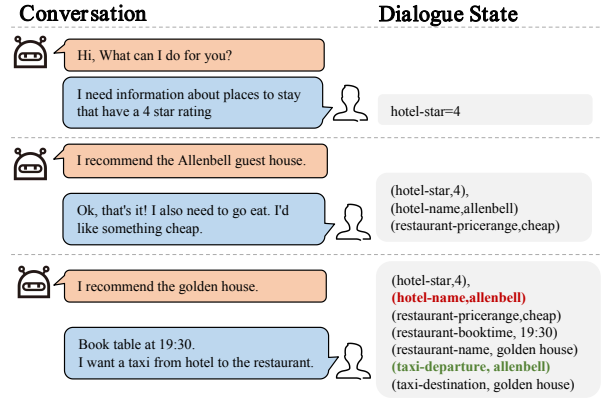 Conversation
Dialogue State
Hi, What can I do for you?
I need information about places to stay
that have a 4 star rating
hotel-star=4
I recommend the Allenbell guest house.
Ok, that's it! I also need to go eat. I'd
like something cheap.
(hotel-star,4),
(hotel-name,allenbell)
(restaurant-pricerange,cheap)
I recommend the golden house.
Book table at 19:30.
I want a taxi from hotel to the restaurant.
(hotel-star,4),
(hotel-name,allenbell)
(restaurant-pricerange,cheap)
(restaurant-booktime, 19:30)
(restaurant-name, golden house)
(taxi-departure, allenbell)
(taxi-destination, golden house)